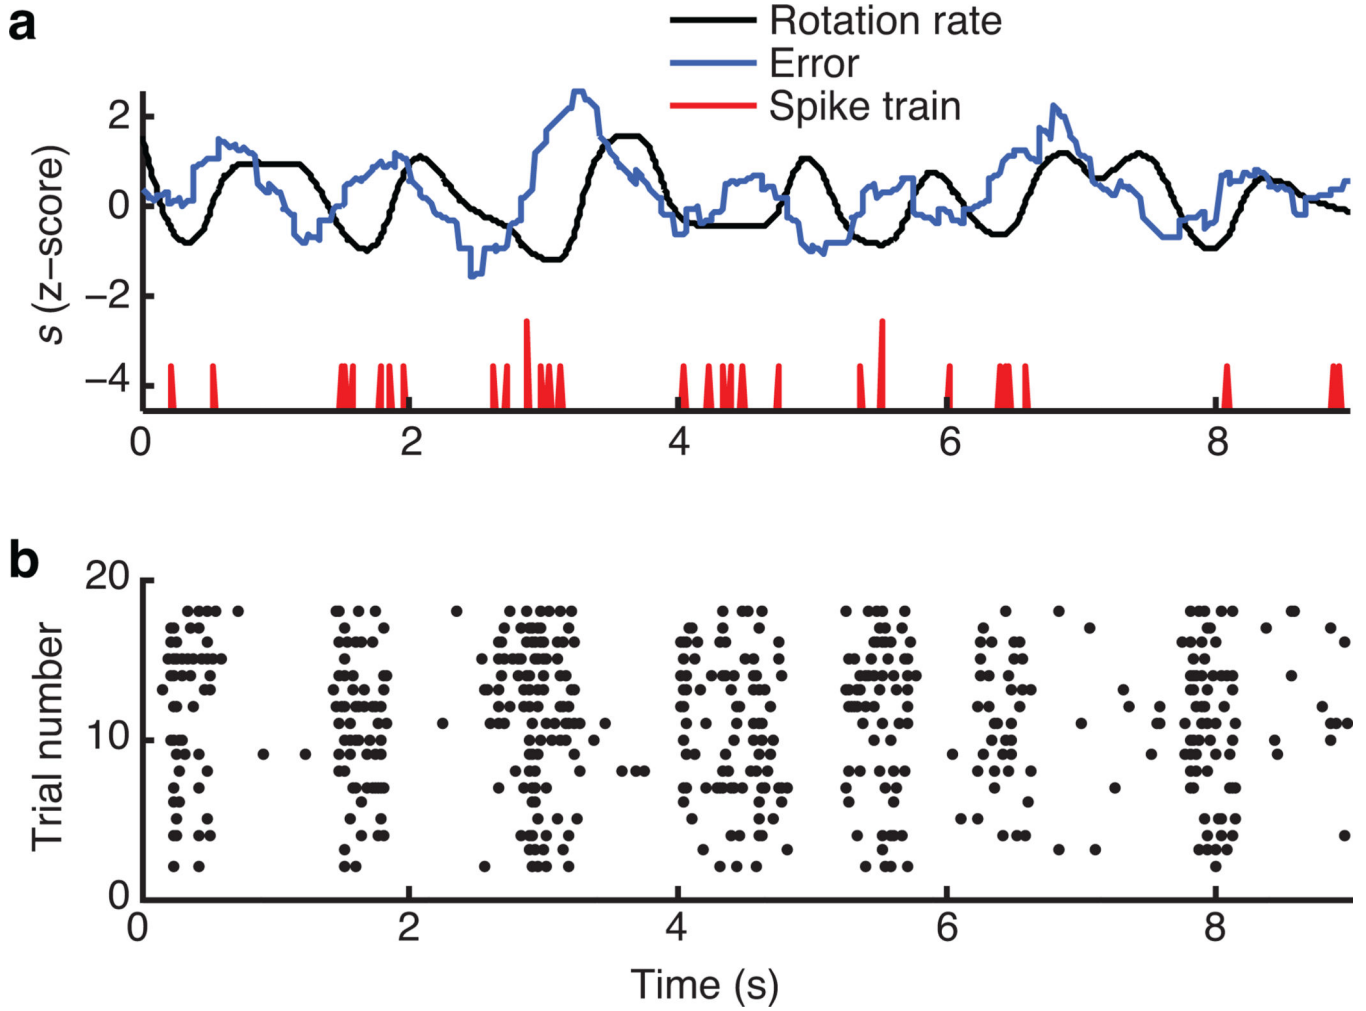 a
Rotation rate
Error
Spike train
s (z–score)
2
0
–2
–4
0 2 4 6 8
b
Trial number
20
10
0
0 2 4 6 8
Time (s)